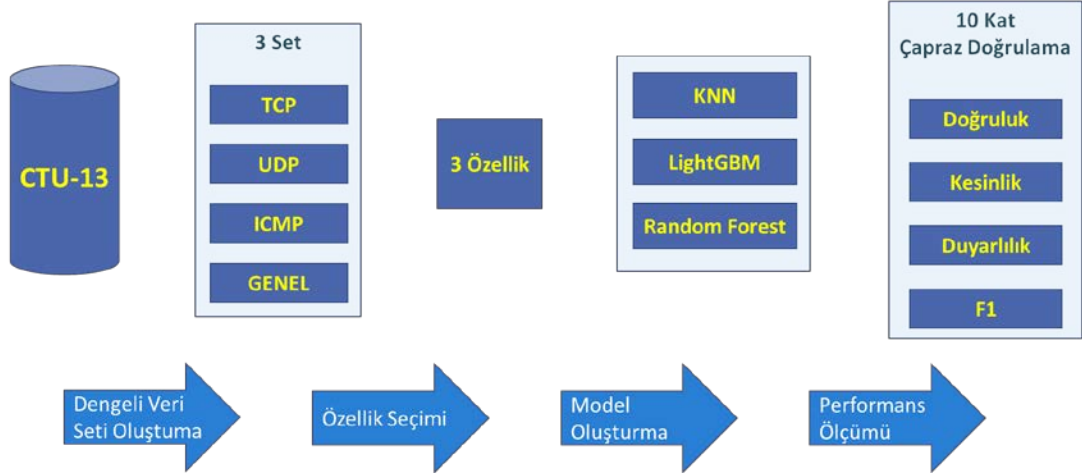 CTU-13
3 Set
TCP
UDP
ICMP
GENEL
3 Özellik
KNN
LightGBM
Random Forest
10 Kat
Çapraz Doğrulama
Doğruluk
Kesinlik
Duyarlılık
F1
Dengeli Veri
Seti Oluştuma
Özellik Seçimi
Model
Oluşturma
Performans
Ölçümü